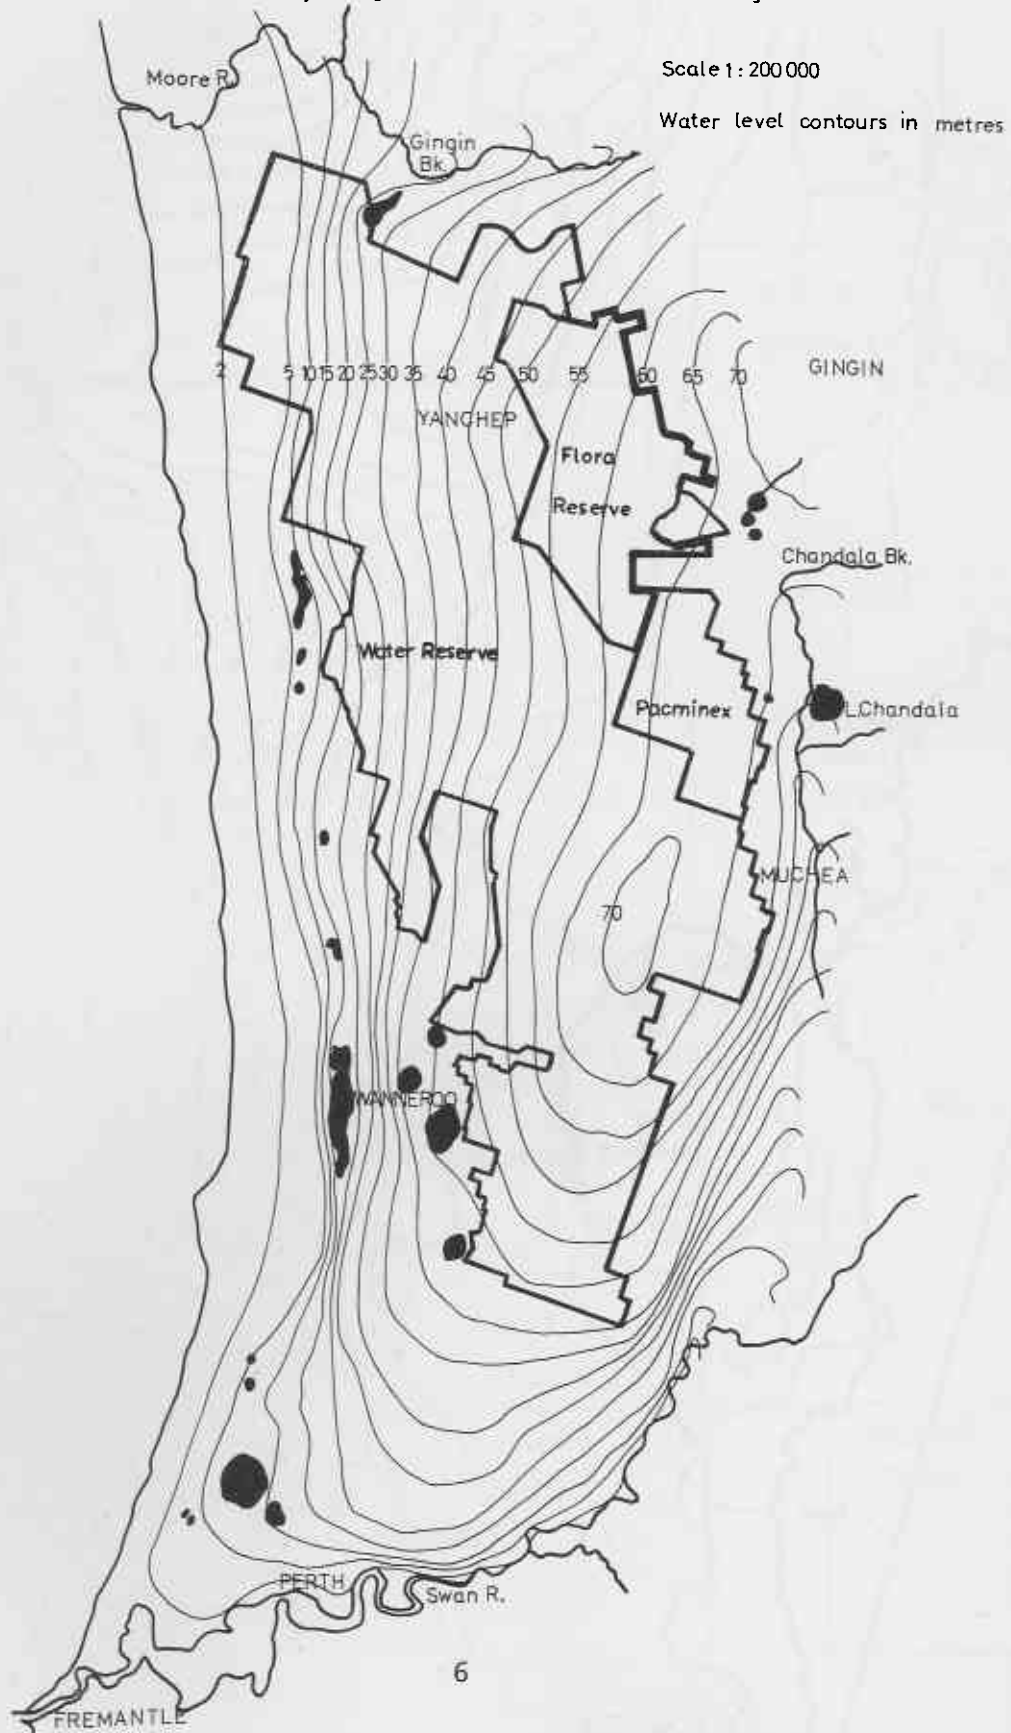 Scale 1 : 200 000
Water level contours in metres
Moore R.
Gingin
Bk.
GINGIN
2 5 10 15 20 25 30 35 40 45 50 55 60 65 70
YANCHEP
Flora
Reserve
Chandala Bk.
Water Reserve
Pacminex
L.Chandala
MUCHEA
70
WANNEROO
PERTH
Swan R.
6
FREMANTLE